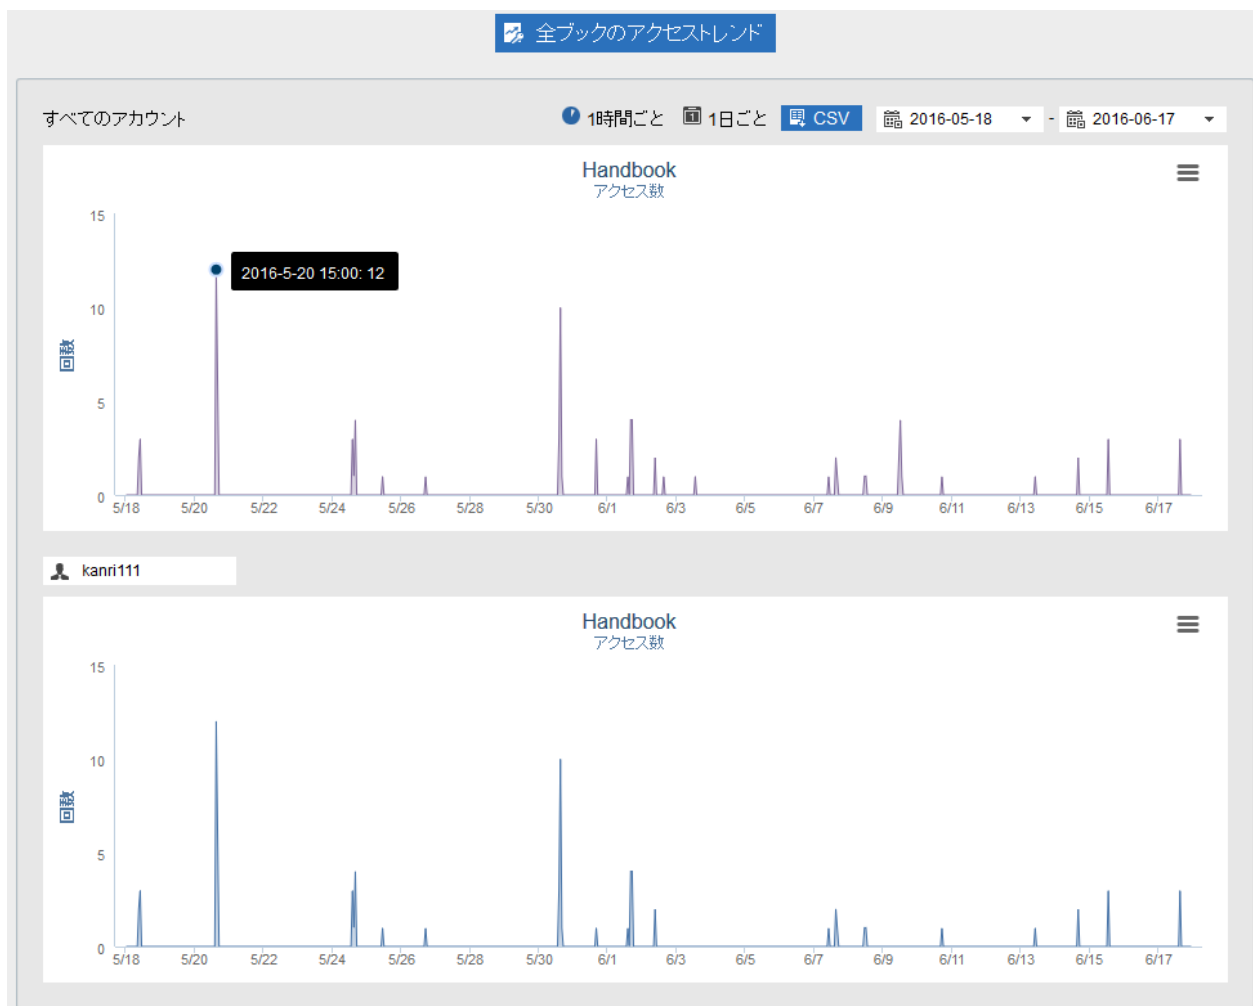 全ブックのアクセストレンド
すべてのアカウント 1時間ごと 1 1日ごと CSV 2016-05-18 - 2016-06-17
Handbook
アクセス数
15
2016-5-20 15:00: 12
10
回数
5
0
5/18 5/20 5/22 5/24 5/26 5/28 5/30 6/1 6/3 6/5 6/7 6/9 6/11 6/13 6/15 6/17
kanri111
Handbook
アクセス数
15
10
回数
5
0
5/18 5/20 5/22 5/24 5/26 5/28 5/30 6/1 6/3 6/5 6/7 6/9 6/11 6/13 6/15 6/17